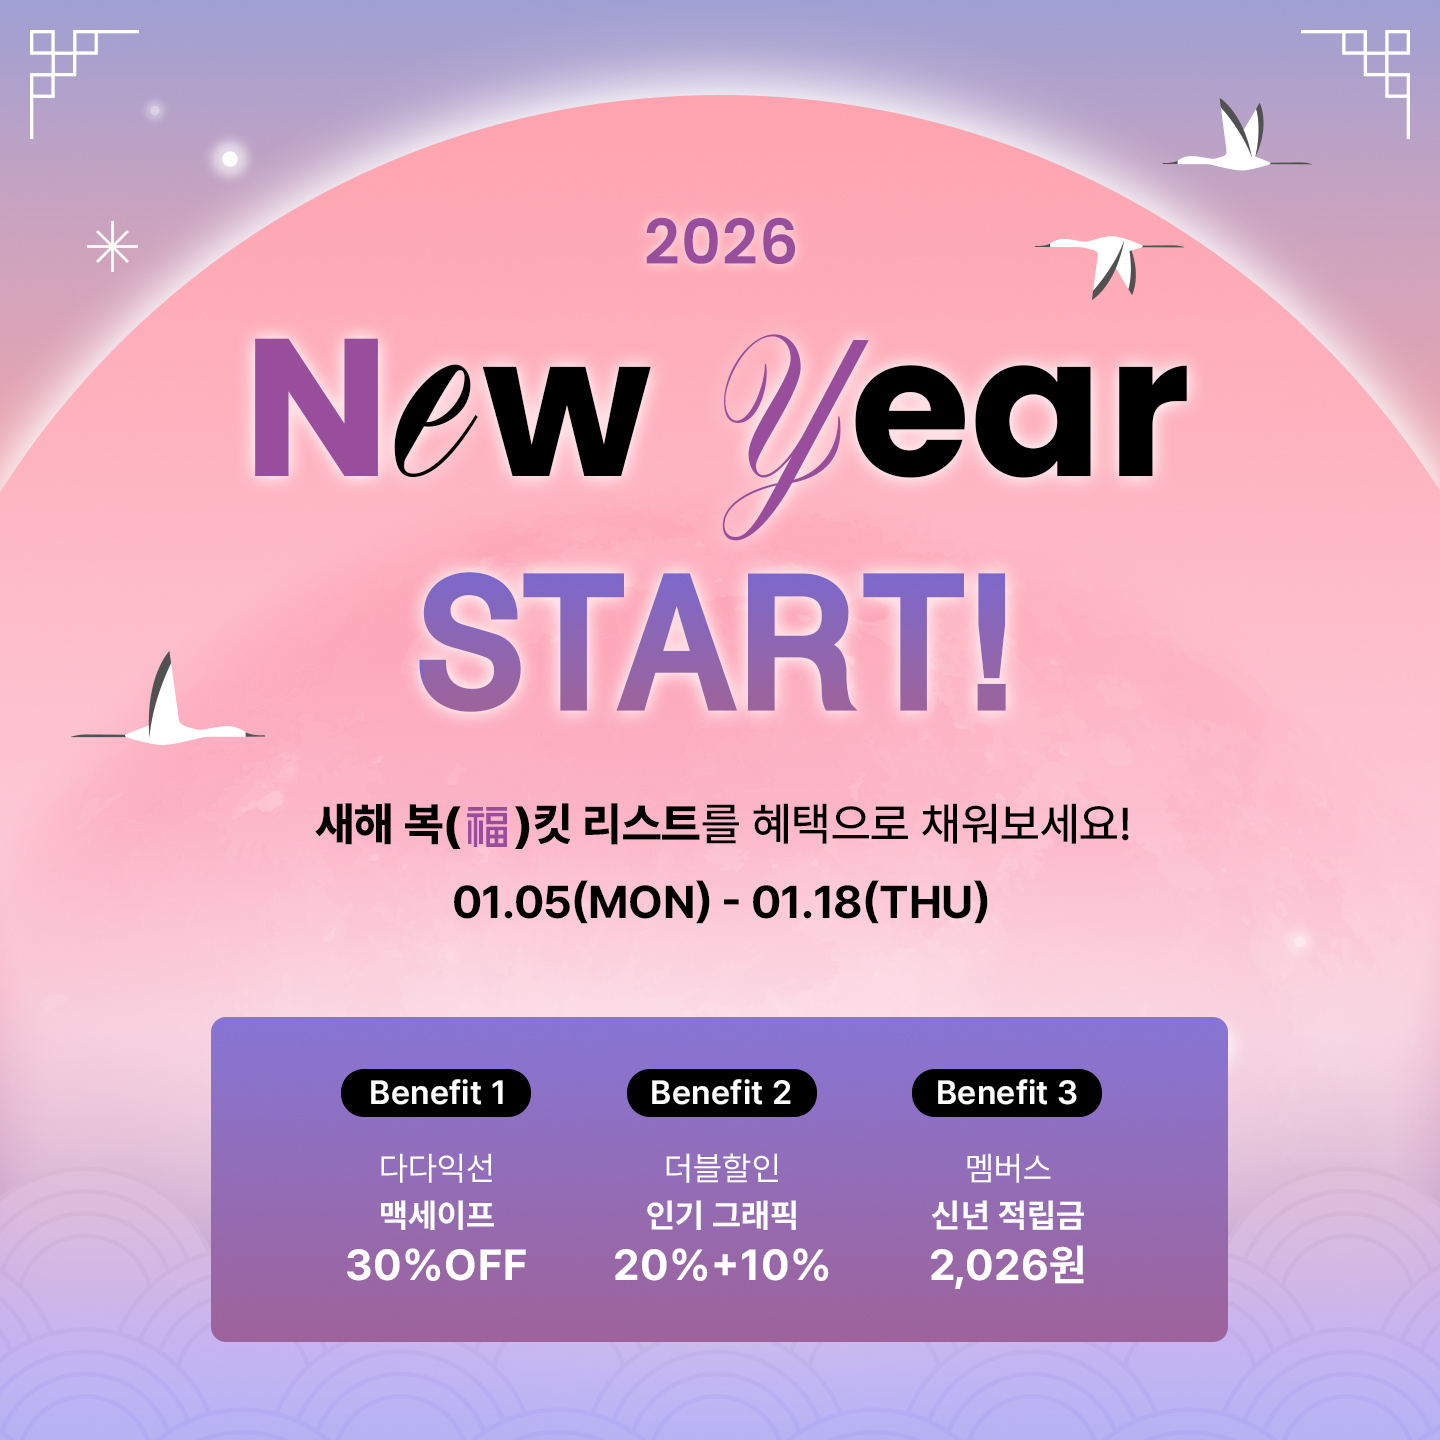 2026
New Year
START!
새해 복(福)킷 리스트를 혜택으로 채워보세요!
01.05(MON) - 01.18(THU)
Benefit 1
다다익선
맥세이프
30%OFF
Benefit 2
더블할인
인기 그래픽
20%+10%
Benefit 3
멤버스
신년 적립금
2,026원